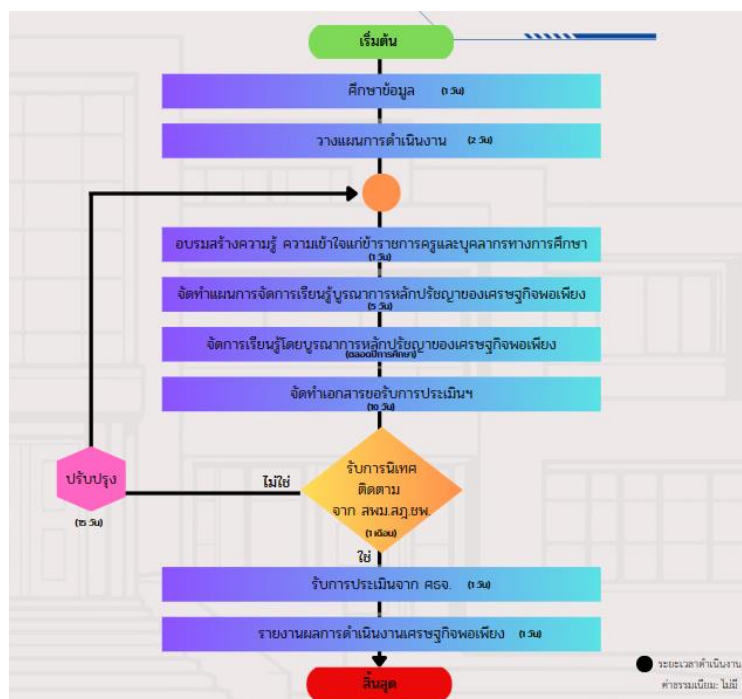 เริ่มต้น
ศึกษาข้อมูล (1 วัน)
วางแผนการดำเนินงาน (2 วัน)
อบรมสร้างความรู้ ความเข้าใจแก่ข้าราชการครูและบุคลากรทางการศึกษา
(1 วัน)
จัดทำแผนการจัดการเรียนรู้บูรณาการหลักปรัชญาของเศรษฐกิจพอเพียง
(5 วัน)
จัดการเรียนรู้โดยบูรณาการหลักปรัชญาของเศรษฐกิจพอเพียง
(ตลอดปีการศึกษา)
จัดทำเอกสารขอรับการประเมินฯ
(10 วัน)
รับการนิเทศ
ติดตาม
จาก สพม.สฎ.ชพ.
(1 เดือน)
ไม่ใช่
ปรับปรุง
(15 วัน)
ใช่
รับการประเมินจาก ศธจ. (1 วัน)
รายงานผลการดำเนินงานเศรษฐกิจพอเพียง (1 วัน)
สิ้นสุด
ระยะเวลาดำเนินงาน
ค่าธรรมเนียม: ไม่มี